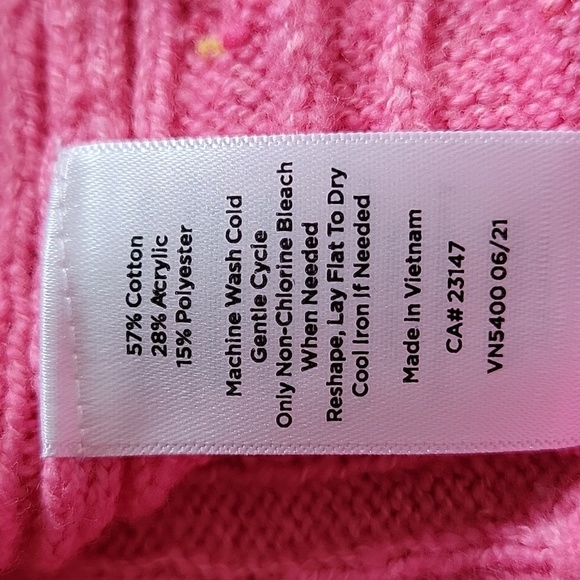 57% Cotton
28% Acrylic
15% Polyester
Machine Wash Cold
Gentle Cycle
Only Non-Chlorine Bleach
When Needed
Reshape, Lay Flat To Dry
Cool Iron If Needed
Made In Vietnam
CA# 23147
VN5400 06/21